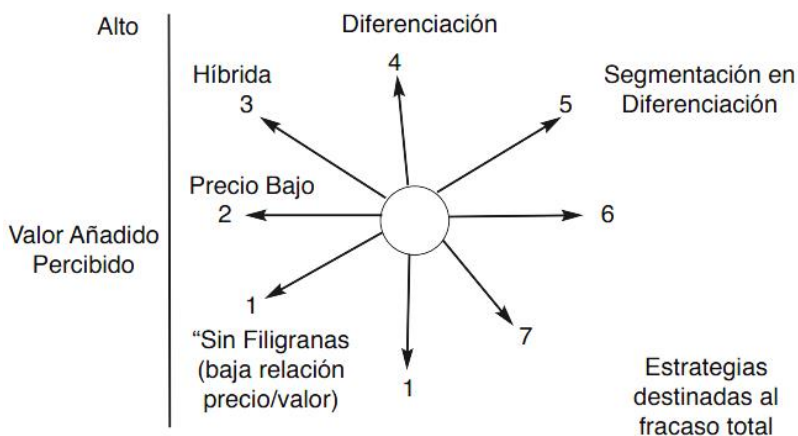 Alto
Diferenciación
4
Híbrida
3
Segmentación en
Diferenciación
5
Precio Bajo
2
6
Valor Añadido
Percibido
1
“Sin Filigranas
(baja relación
precio/valor)
1
7
Estrategias
destinadas al
fracaso total